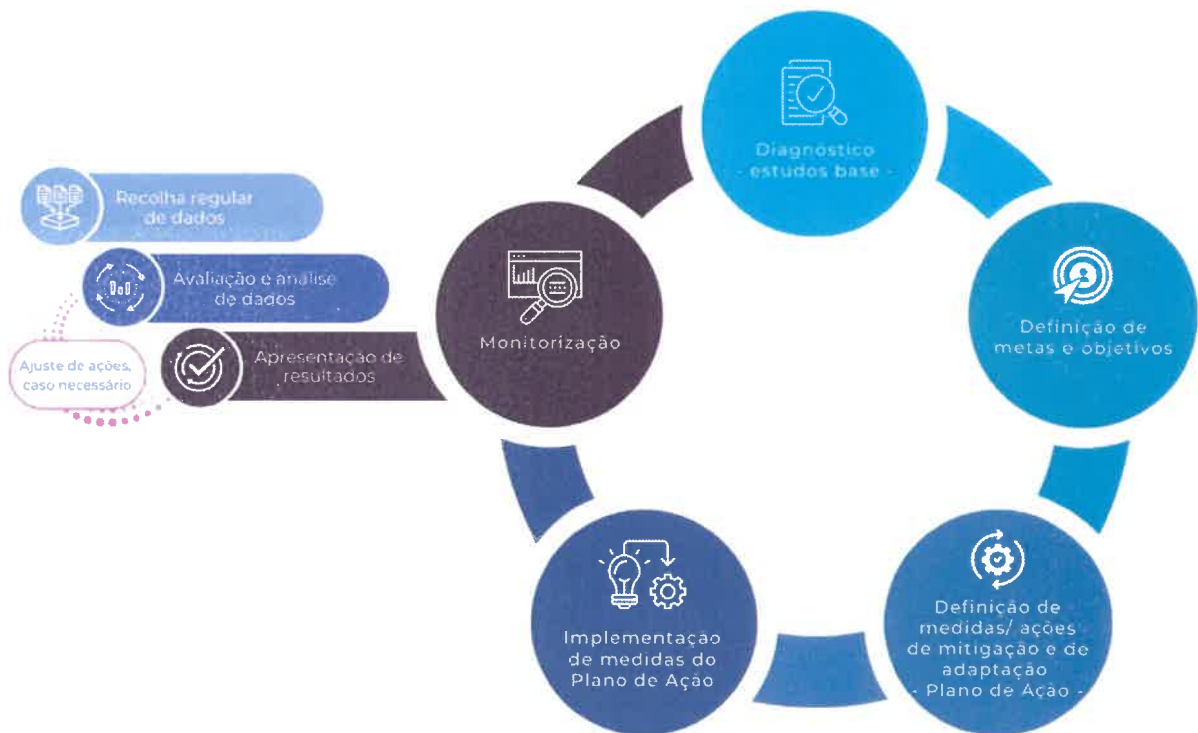 Diagnóstico
- estudos base -
Definição de
metas e objetivos
Definição de
medidas/ ações
de mitigação e de
adaptação
- Plano de Ação -
Implementação
de medidas do
Plano de Ação
Monitorização
Recolha regular
de dados
Avaliação e análise
de dados
Apresentação de
resultados
Ajuste de ações,
caso necessário